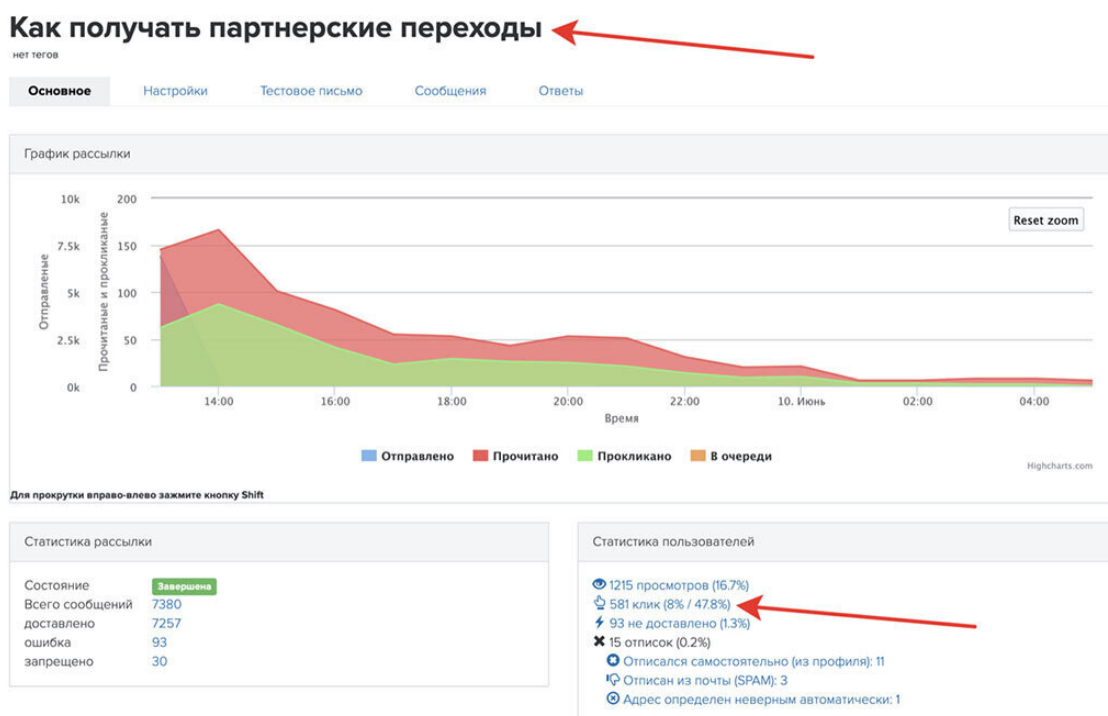 Как получать партнерские переходы
нет тегов
Основное Настройки Тестовое письмо Сообщения Ответы
График рассылки
Отправленые
10k
7.5k
5k
2.5k
0k
Прочитаные и прокликаные
200
150
100
50
0
Reset zoom
14:00 16:00 18:00 20:00 22:00 10. Июнь 02:00 04:00
Время
Отправлено Прочитано Прокликано В очереди
Highcharts.com
Для прокрутки вправо-влево зажмите кнопку Shift
Статистика рассылки
Состояние Завершена
Всего сообщений 7380
доставлено 7257
ошибка 93
запрещено 30
Статистика пользователей
1215 просмотров (16.7%)
581 клик (8% / 47.8%)
93 не доставлено (1.3%)
15 отписок (0.2%)
Отписался самостоятельно (из профиля): 11
Отписан из почты (SPAM): 3
Адрес определен неверным автоматически: 1